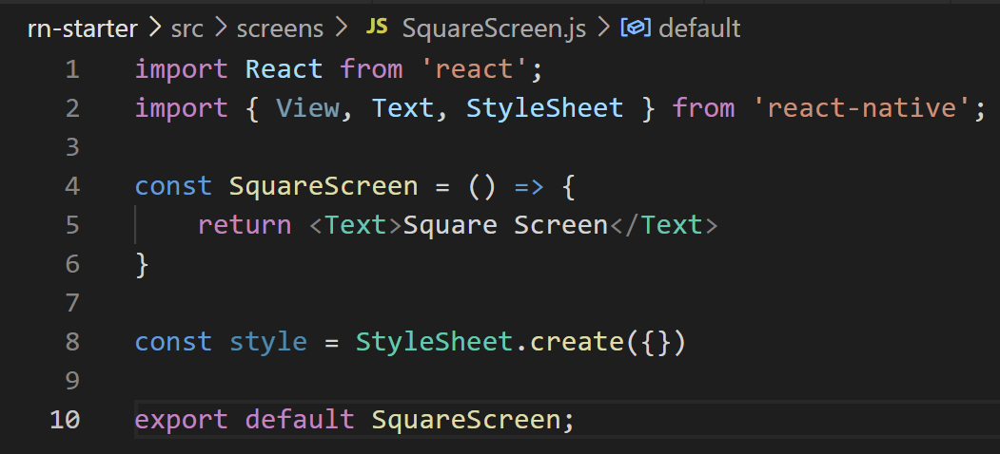 rn-starter > src > screens > JS SquareScreen.js > default
1 import React from 'react';
2 import { View, Text, StyleSheet } from 'react-native';
3
4 const SquareScreen = () => {
5     return <Text>Square Screen</Text>
6 }
7
8 const style = StyleSheet.create({})
9
10 export default SquareScreen;